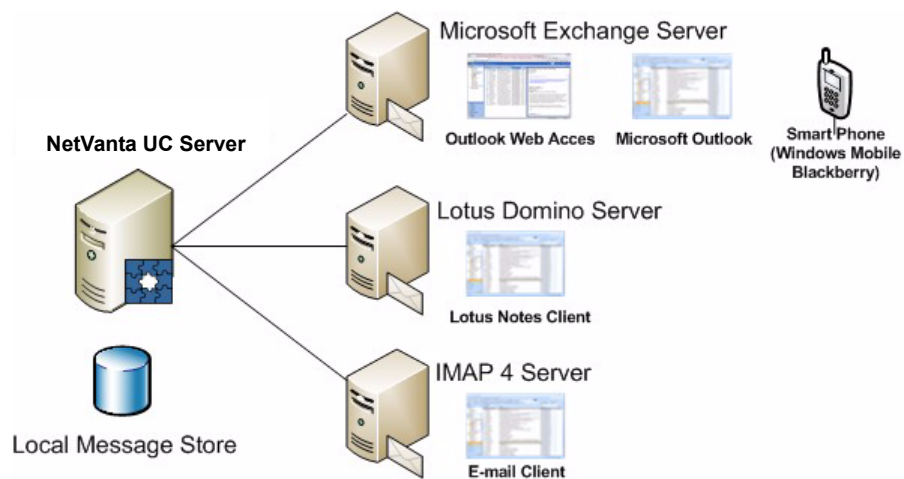 Microsoft Exchange Server
Outlook Web Acces
Microsoft Outlook
Smart Phone
(Windows Mobile
Blackberry)
NetVanta UC Server
Lotus Domino Server
Lotus Notes Client
IMAP 4 Server
E-mail Client
Local Message Store